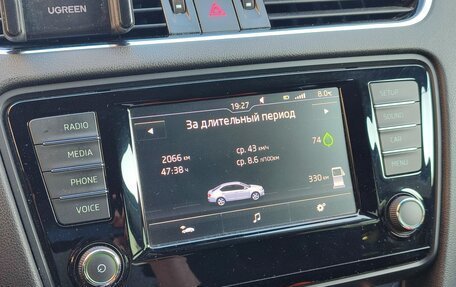 UGREEN
RADIO
MEDIA
PHONE
VOICE
19:27
8.0°C
За длительный период
2066 км
47:38 ч
ср. 43 км/ч
ср. 8.6 л/100км
74
330 км
SETUP
SOUND
CAR
MENU